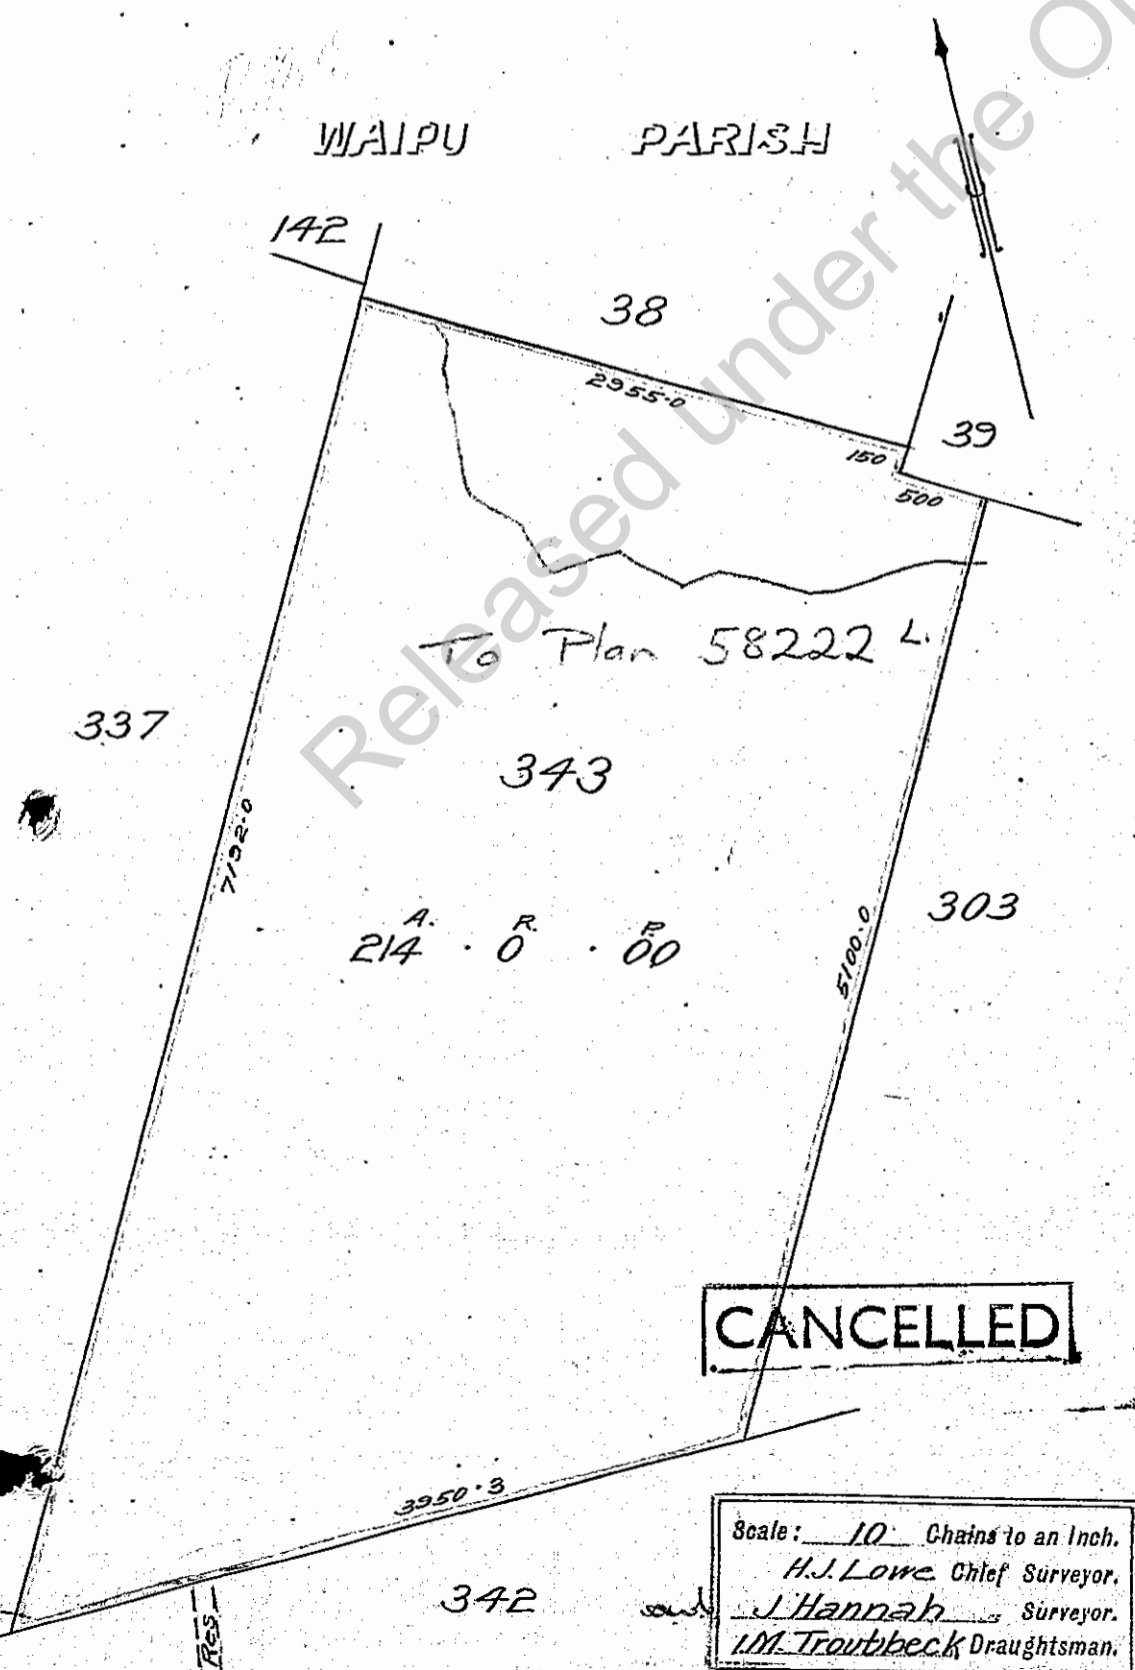 WAIPU PARISH
142
38
2955·0
39
150
500
To Plan 58222 L.
337
343
7192·0
A. R. P.
214 · 0 · 00
303
5100·0
CANCELLED
3950·3
342
Res
Scale: 10 Chains to an Inch.
H.J. Lowe Chief Surveyor.
J Hannah Surveyor.
I.M. Troutbeck Draughtsman.
Released under the